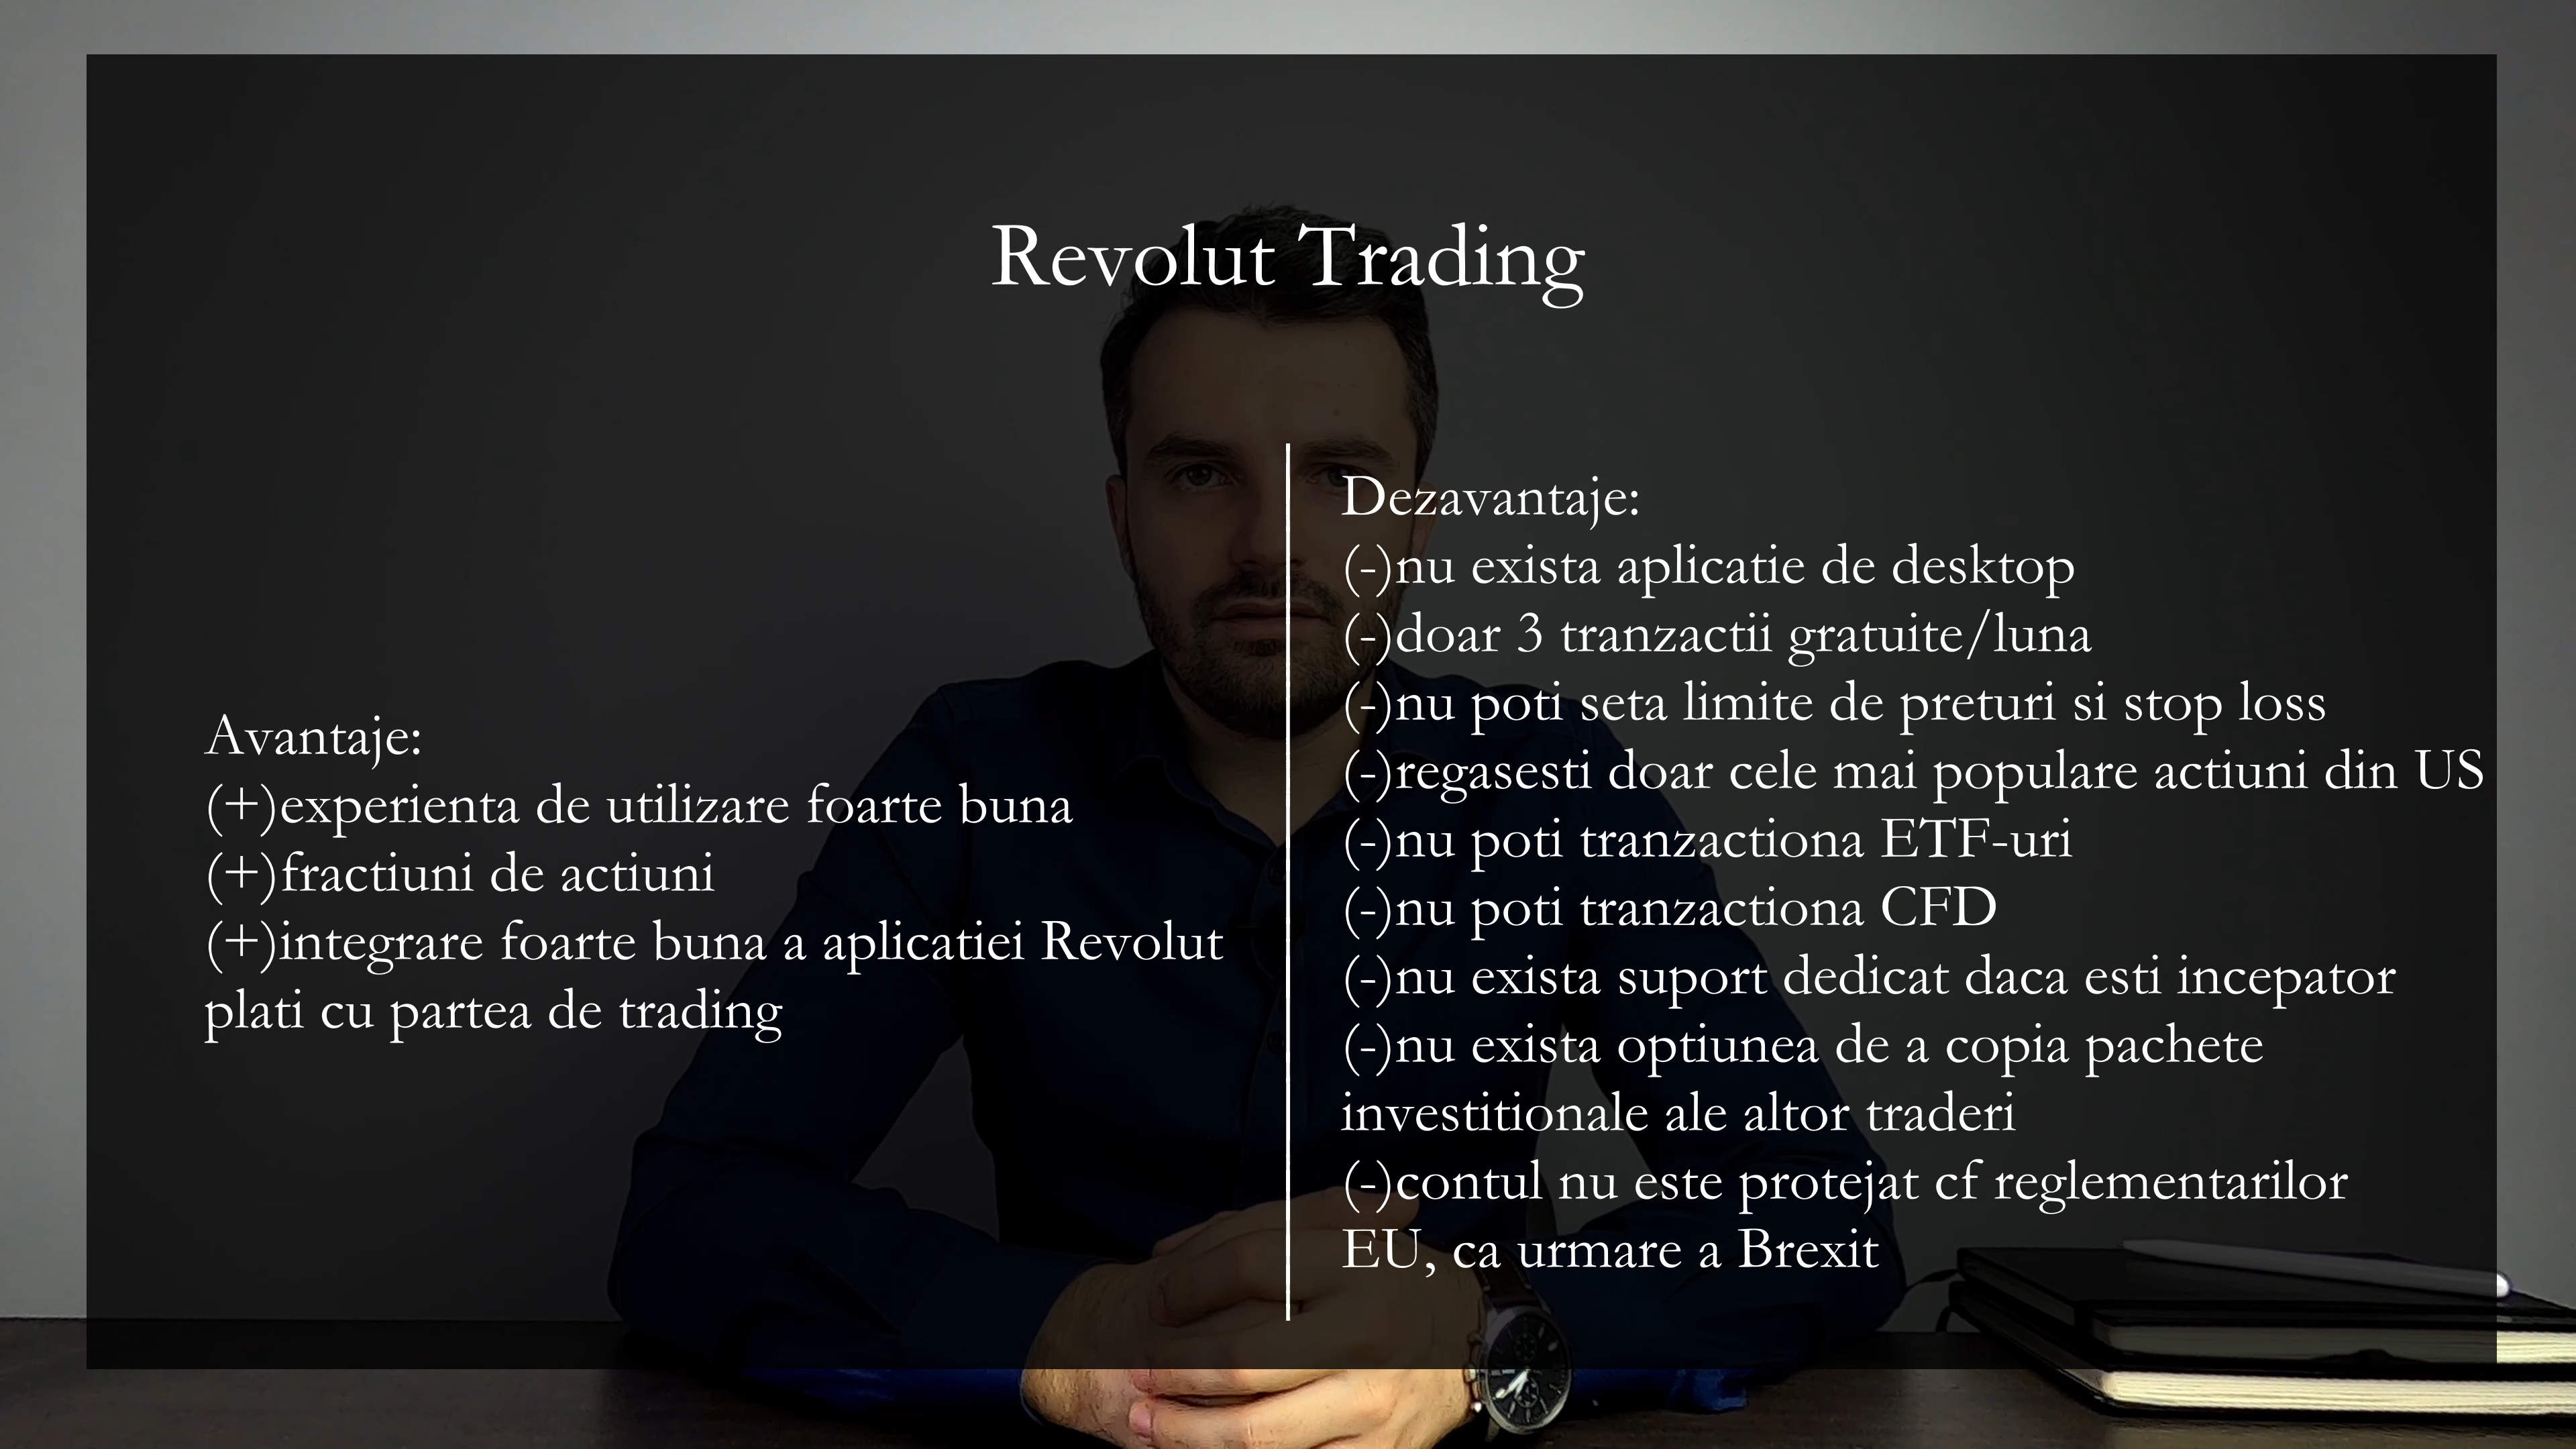 Revolut Trading
Avantaje:
(+)experienta de utilizare foarte buna
(+)fractiuni de actiuni
(+)integrare foarte buna a aplicatiei Revolut
plati cu partea de trading
Dezavantaje:
(-)nu exista aplicatie de desktop
(-)doar 3 tranzactii gratuite/luna
(-)nu poti seta limite de preturi si stop loss
(-)regasesti doar cele mai populare actiuni din US
(-)nu poti tranzactiona ETF-uri
(-)nu poti tranzactiona CFD
(-)nu exista suport dedicat daca esti incepator
(-)nu exista optiunea de a copia pachete
investitionale ale altor traderi
(-)contul nu este protejat cf reglementarilor
EU, ca urmare a Brexit